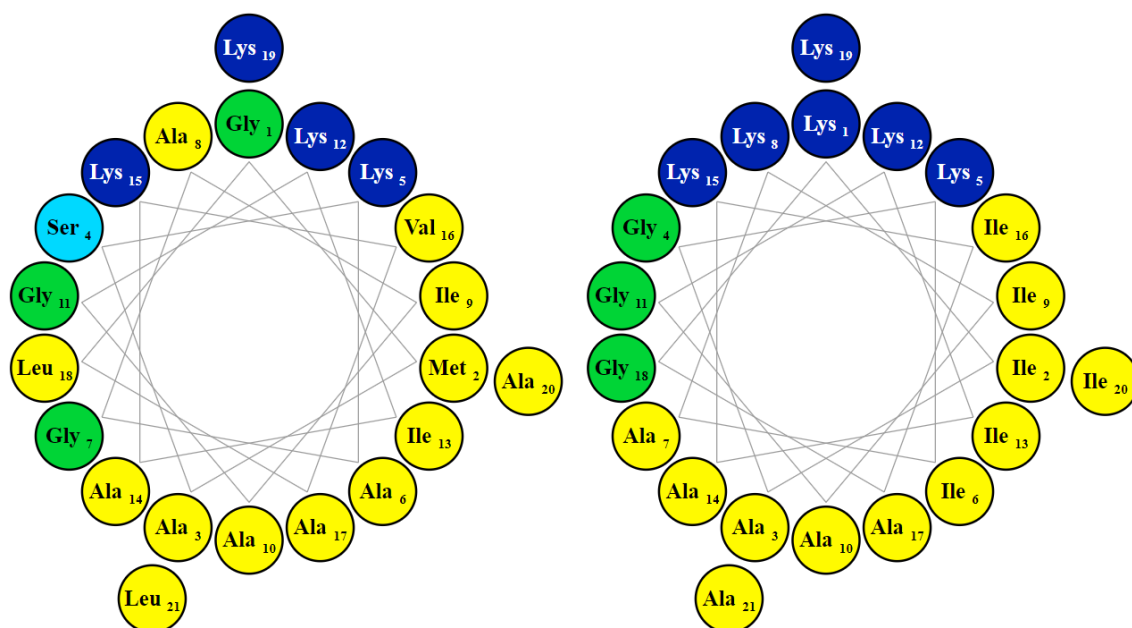 Lys 19
Gly 1
Ala 8
Lys 12
Lys 15
Lys 5
Ser 4
Val 16
Gly 11
Ile 9
Leu 18
Met 2
Ala 20
Gly 7
Ile 13
Ala 14
Ala 6
Ala 3
Ala 10
Ala 17
Leu 21
Lys 19
Lys 1
Lys 8
Lys 12
Lys 15
Lys 5
Gly 4
Ile 16
Gly 11
Ile 9
Gly 18
Ile 2
Ile 20
Ala 7
Ile 13
Ala 14
Ile 6
Ala 3
Ala 10
Ala 17
Ala 21